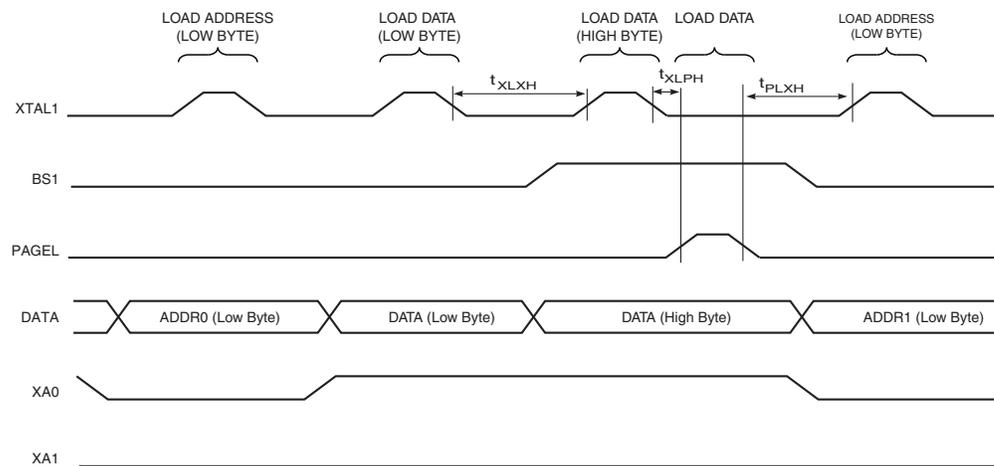 LOAD ADDRESS
(LOW BYTE)
LOAD DATA
(LOW BYTE)
LOAD DATA
(HIGH BYTE)
LOAD DATA
LOAD ADDRESS
(LOW BYTE)
tXLXH
tXLPH
tPLXH
XTAL1
BS1
PAGEL
DATA
ADDR0 (Low Byte)
DATA (Low Byte)
DATA (High Byte)
ADDR1 (Low Byte)
XA0
XA1